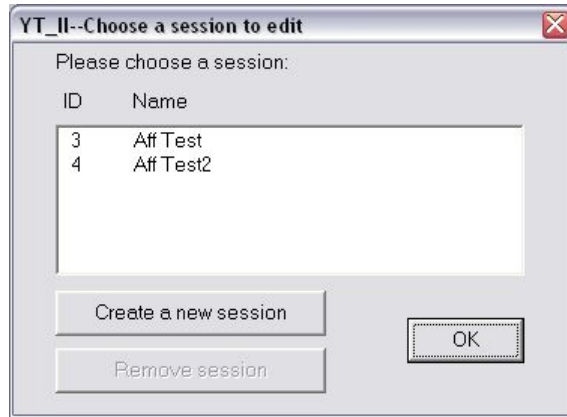 YT_II--Choose a session to edit
Please choose a session:
ID Name
3 Aff Test
4 Aff Test2
Create a new session
OK
Remove session